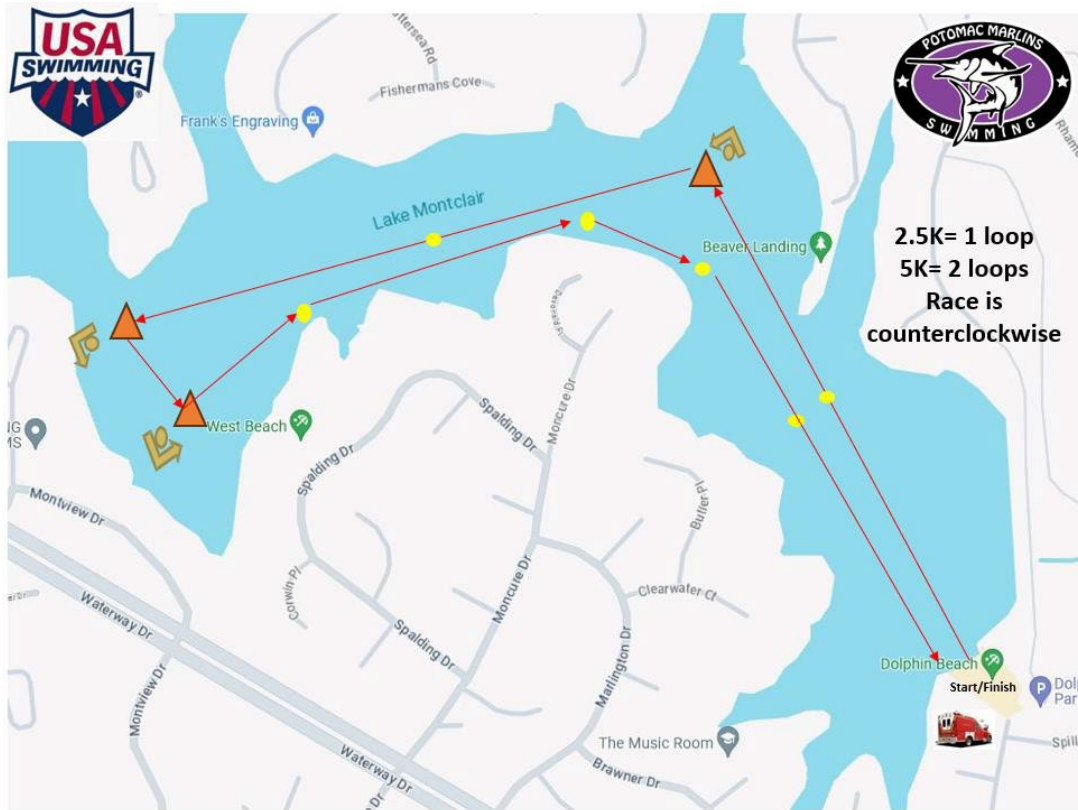 USA
SWIMMING
POTOMAC MARLINS
SWIMMING
Fishermans Cove
Frank's Engraving
Lake Montclair
Beaver Landing
2.5K= 1 loop
5K= 2 loops
Race is
counterclockwise
West Beach
Spalding Dr
Spalding Dr
Moncure Dr
Butler Pl
Montview Dr
Corwin Pl
Moncure Dr
Clearwater Ct
Waterway Dr
Spalding Dr
Marlington Dr
Montview Dr
Dolphin Beach
Start/Finish
The Music Room
Waterway Dr
Brawner Dr